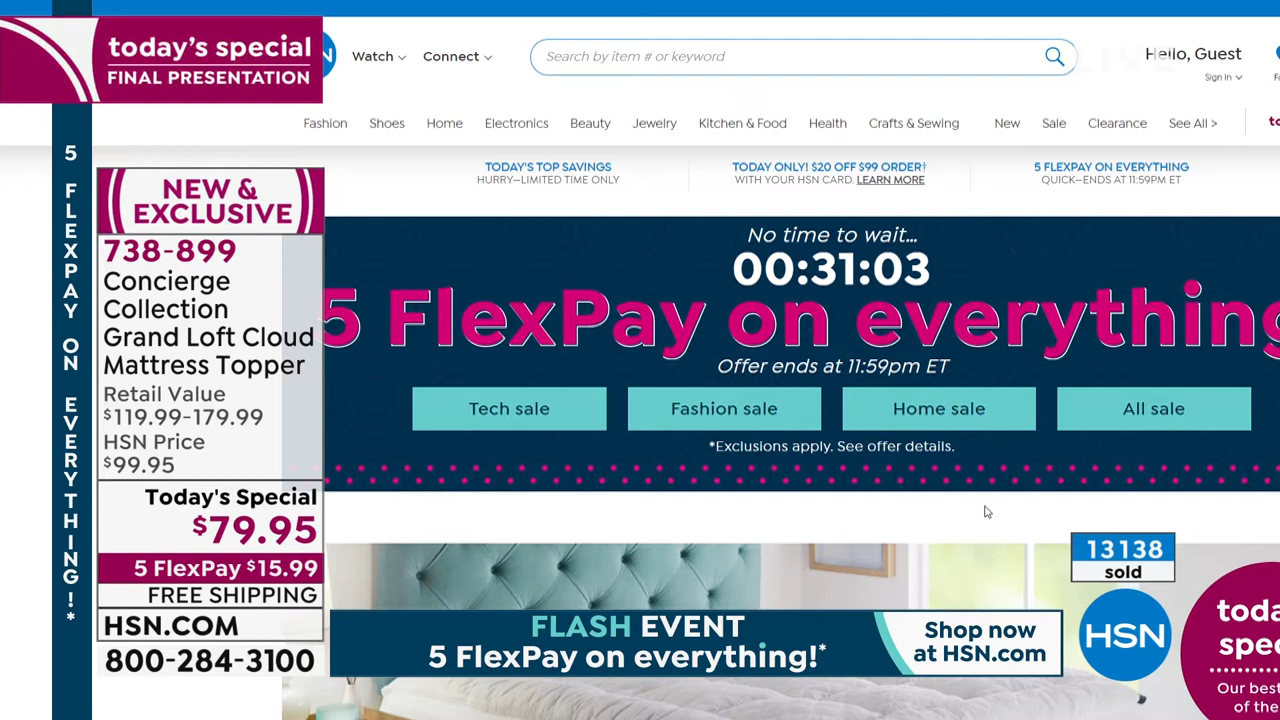 today's special
FINAL PRESENTATION
Watch
Connect
Search by item # or keyword
LIVE
Hello, Guest
Sign In
Fashion
Shoes
Home
Electronics
Beauty
Jewelry
Kitchen & Food
Health
Crafts & Sewing
New
Sale
Clearance
See All >
TODAY'S TOP SAVINGS
HURRY—LIMITED TIME ONLY
TODAY ONLY! $20 OFF $99 ORDER†
WITH YOUR HSN CARD. LEARN MORE
5 FLEXPAY ON EVERYTHING
QUICK—ENDS AT 11:59PM ET
5 FLEXPAY ON EVERYTHING!*
NEW &
EXCLUSIVE
738-899
Concierge
Collection
Grand Loft Cloud
Mattress Topper
Retail Value
$119.99-179.99
HSN Price
$99.95
Today's Special
$79.95
5 FlexPay $15.99
FREE SHIPPING
HSN.COM
800-284-3100
No time to wait...
00:31:03
5 FlexPay on everything
Offer ends at 11:59pm ET
Tech sale
Fashion sale
Home sale
All sale
*Exclusions apply. See offer details.
13138
sold
HSN
FLASH EVENT
5 FlexPay on everything!*
Shop now
at HSN.com
Our best
of the